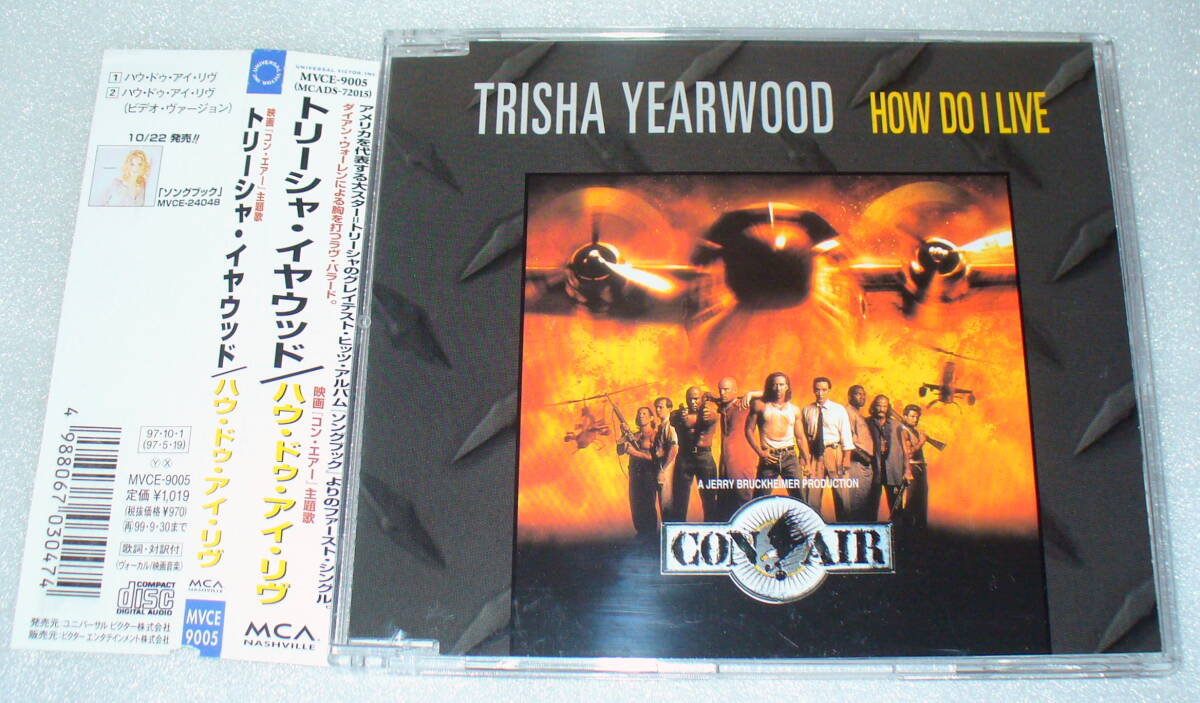 1 ハウ・ドゥ・アイ・リヴ
2 ハウ・ドゥ・アイ・リヴ
(ビデオ・ヴァージョン)
10/22 発売!!
「ソングブック」
MVCE-24048
UNIVERSAL VICTOR, INC.
MVCE-9005
(MCADS-72015)
アメリカを代表する大スター=トリーシャのグレイテスト・ヒッツ・アルバム「ソングブック」よりのファースト・シングル。
ダイアン・ウォーレンによる胸を打つラヴ・バラード。
トリーシャ・イヤウッド/ハウ・ドゥ・アイ・リヴ
映画「コン・エアー」主題歌
映画「コン・エアー」主題歌
トリーシャ・イヤウッド/ハウ・ドゥ・アイ・リヴ
4 988067 030474
97・10・1
(97・5・19)
Ⓨ Ⓧ
MVCE-9005
定価 ¥1,019
(税抜価格 ¥970)
再 99・9・30まで
歌詞・対訳付
(ヴォーカル/映画音楽)
COMPACT
disc
DIGITAL AUDIO
発売元:ユニバーサル ビクター株式会社
販売元:ビクター エンタテインメント株式会社
MCA
NASHVILLE
MVCE
9005
MCA
NASHVILLE
TRISHA YEARWOOD HOW DO I LIVE
A JERRY BRUCKHEIMER PRODUCTION
CON AIR